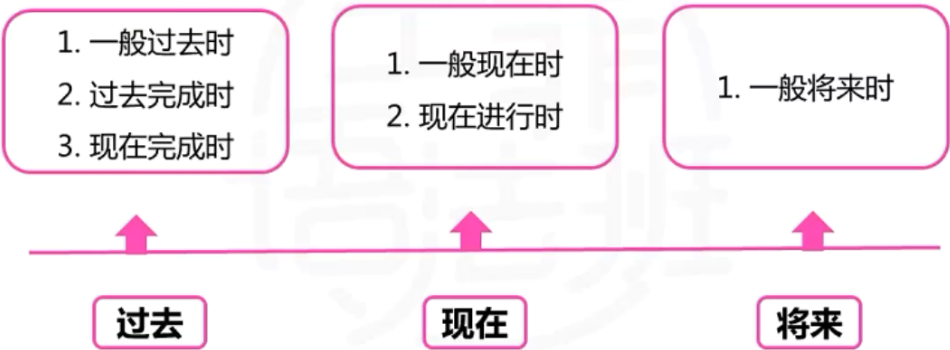 1. 一般过去时
2. 过去完成时
3. 现在完成时
1. 一般现在时
2. 现在进行时
1. 一般将来时
过去
现在
将来